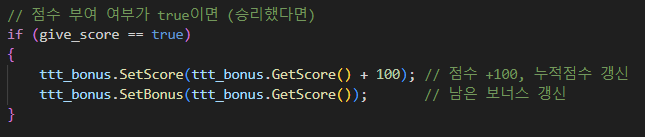 // 점수 부여 여부가 true이면 (승리했다면)
if (give_score == true)
{
    ttt_bonus.SetScore(ttt_bonus.GetScore() + 100); // 점수 +100, 누적점수 갱신
    ttt_bonus.SetBonus(ttt_bonus.GetScore());       // 남은 보너스 갱신
}